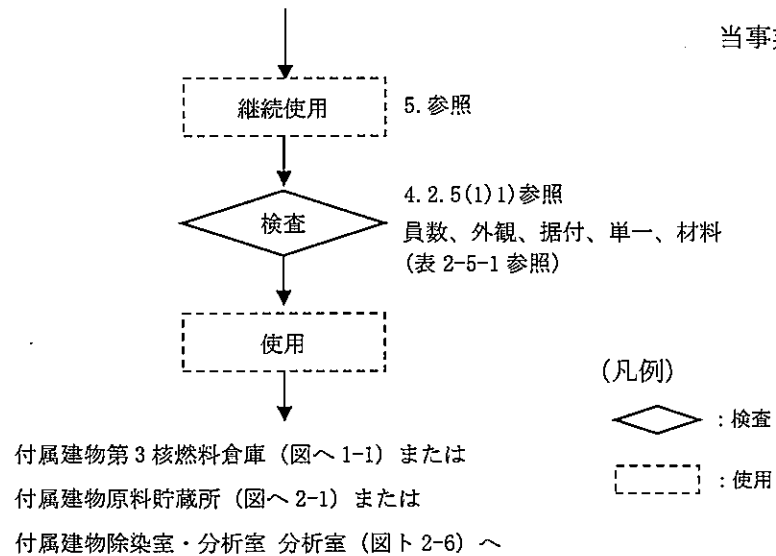 当事
継続使用
5.参照
検査
4.2.5(1)1)参照
員数、外観、据付、単一、材料
(表 2-5-1 参照)
使用
(凡例)
：検査
：使用
付属建物第 3 核燃料倉庫（図へ 1-1）または
付属建物原料貯蔵所（図へ 2-1）または
付属建物除染室・分析室 分析室（図ト 2-6）へ